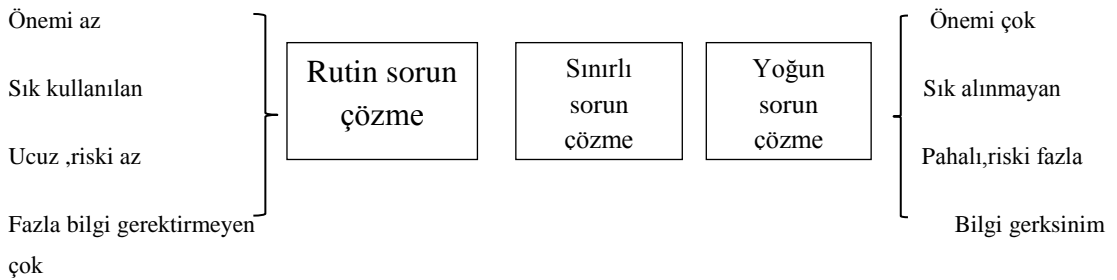 Önemi az
Sık kullanılan
Ucuz ,riski az
Fazla bilgi gerektirmeyen
çok
Rutin sorun
çözme
Sınırlı
sorun
çözme
Yoğun
sorun
çözme
Önemi çok
Sık alınmayan
Pahalı,riski fazla
Bilgi gerksinim